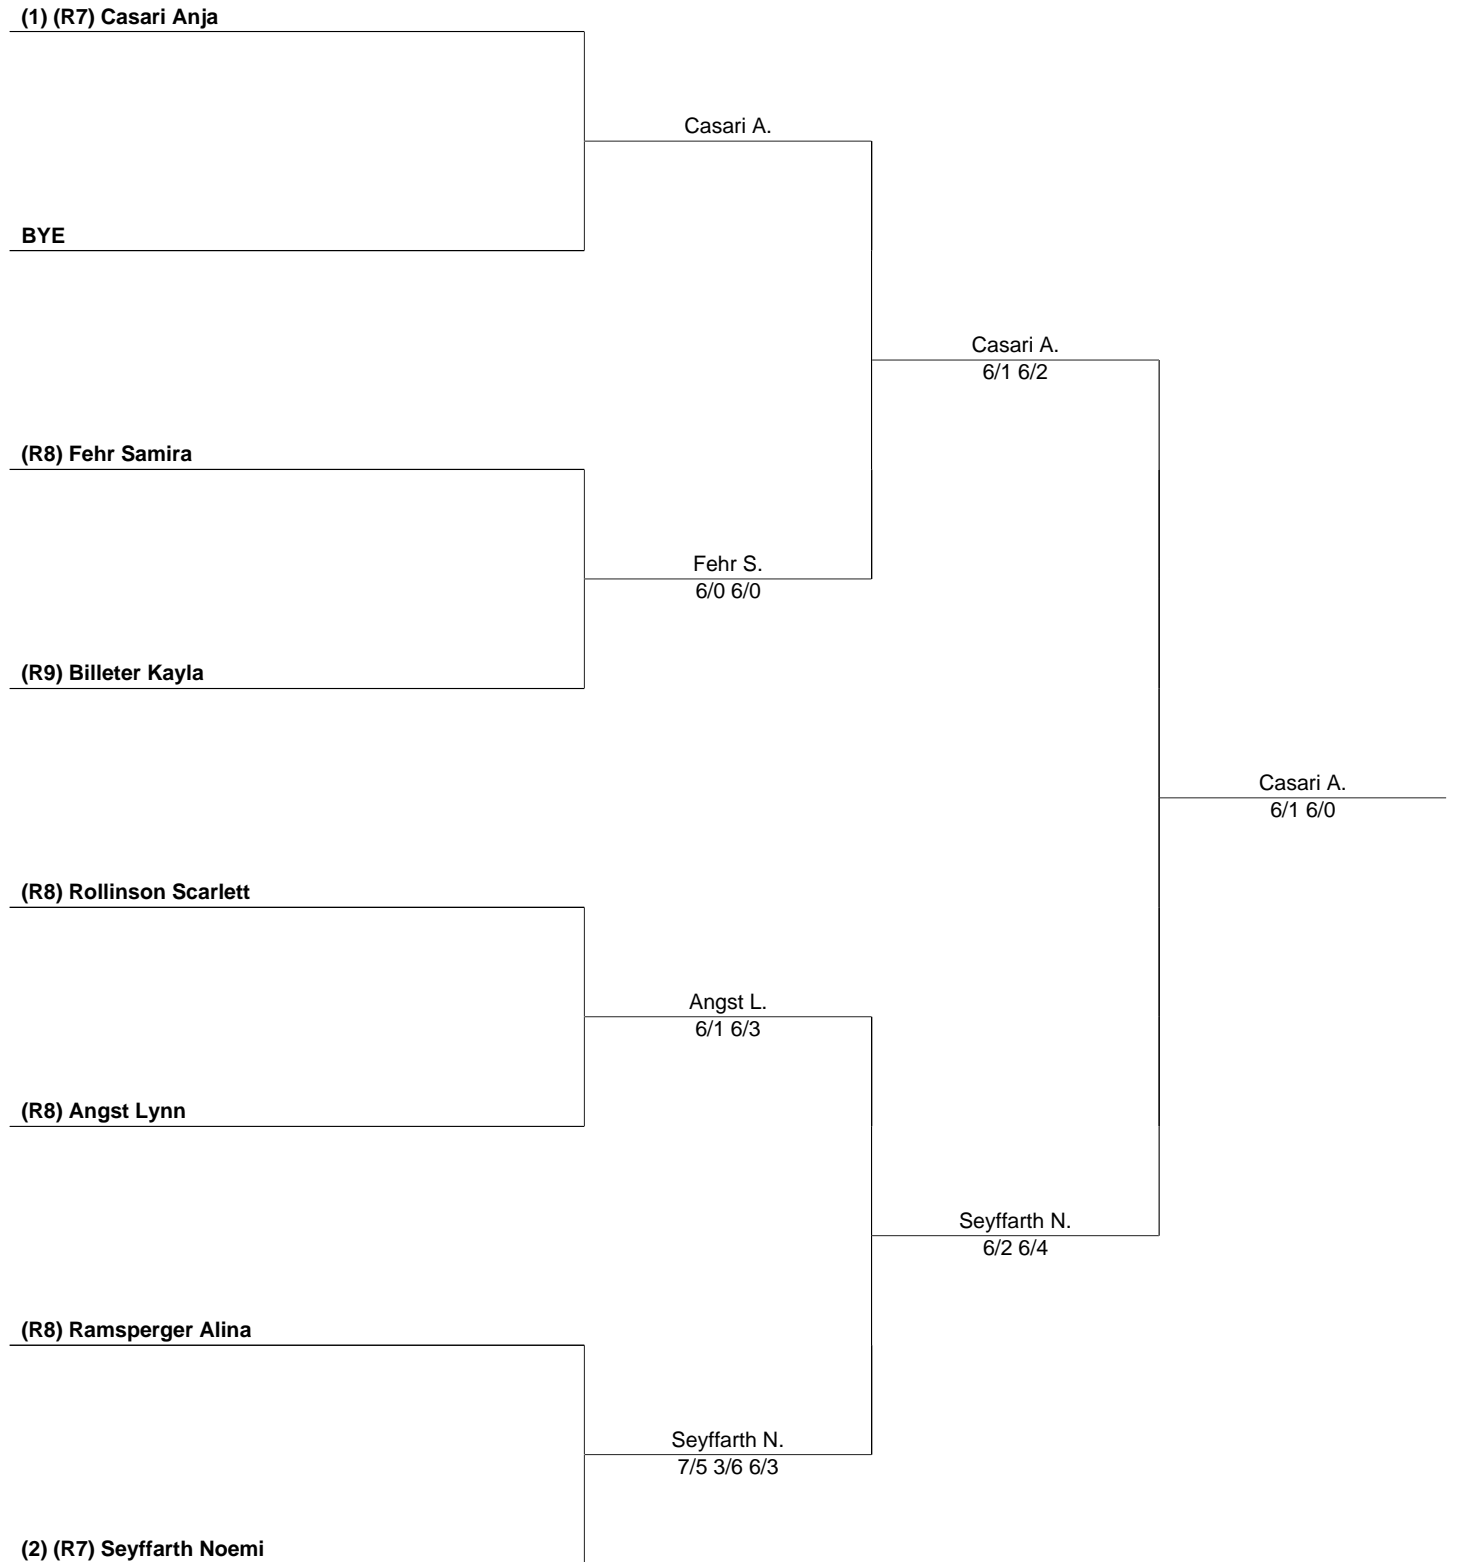 (1) (R7) Casari Anja
Casari A.
BYE
Casari A.
6/1 6/2
(R8) Fehr Samira
Fehr S.
6/0 6/0
(R9) Billeter Kayla
Casari A.
6/1 6/0
(R8) Rollinson Scarlett
Angst L.
6/1 6/3
(R8) Angst Lynn
Seyffarth N.
6/2 6/4
(R8) Ramsperger Alina
Seyffarth N.
7/5 3/6 6/3
(2) (R7) Seyffarth Noemi